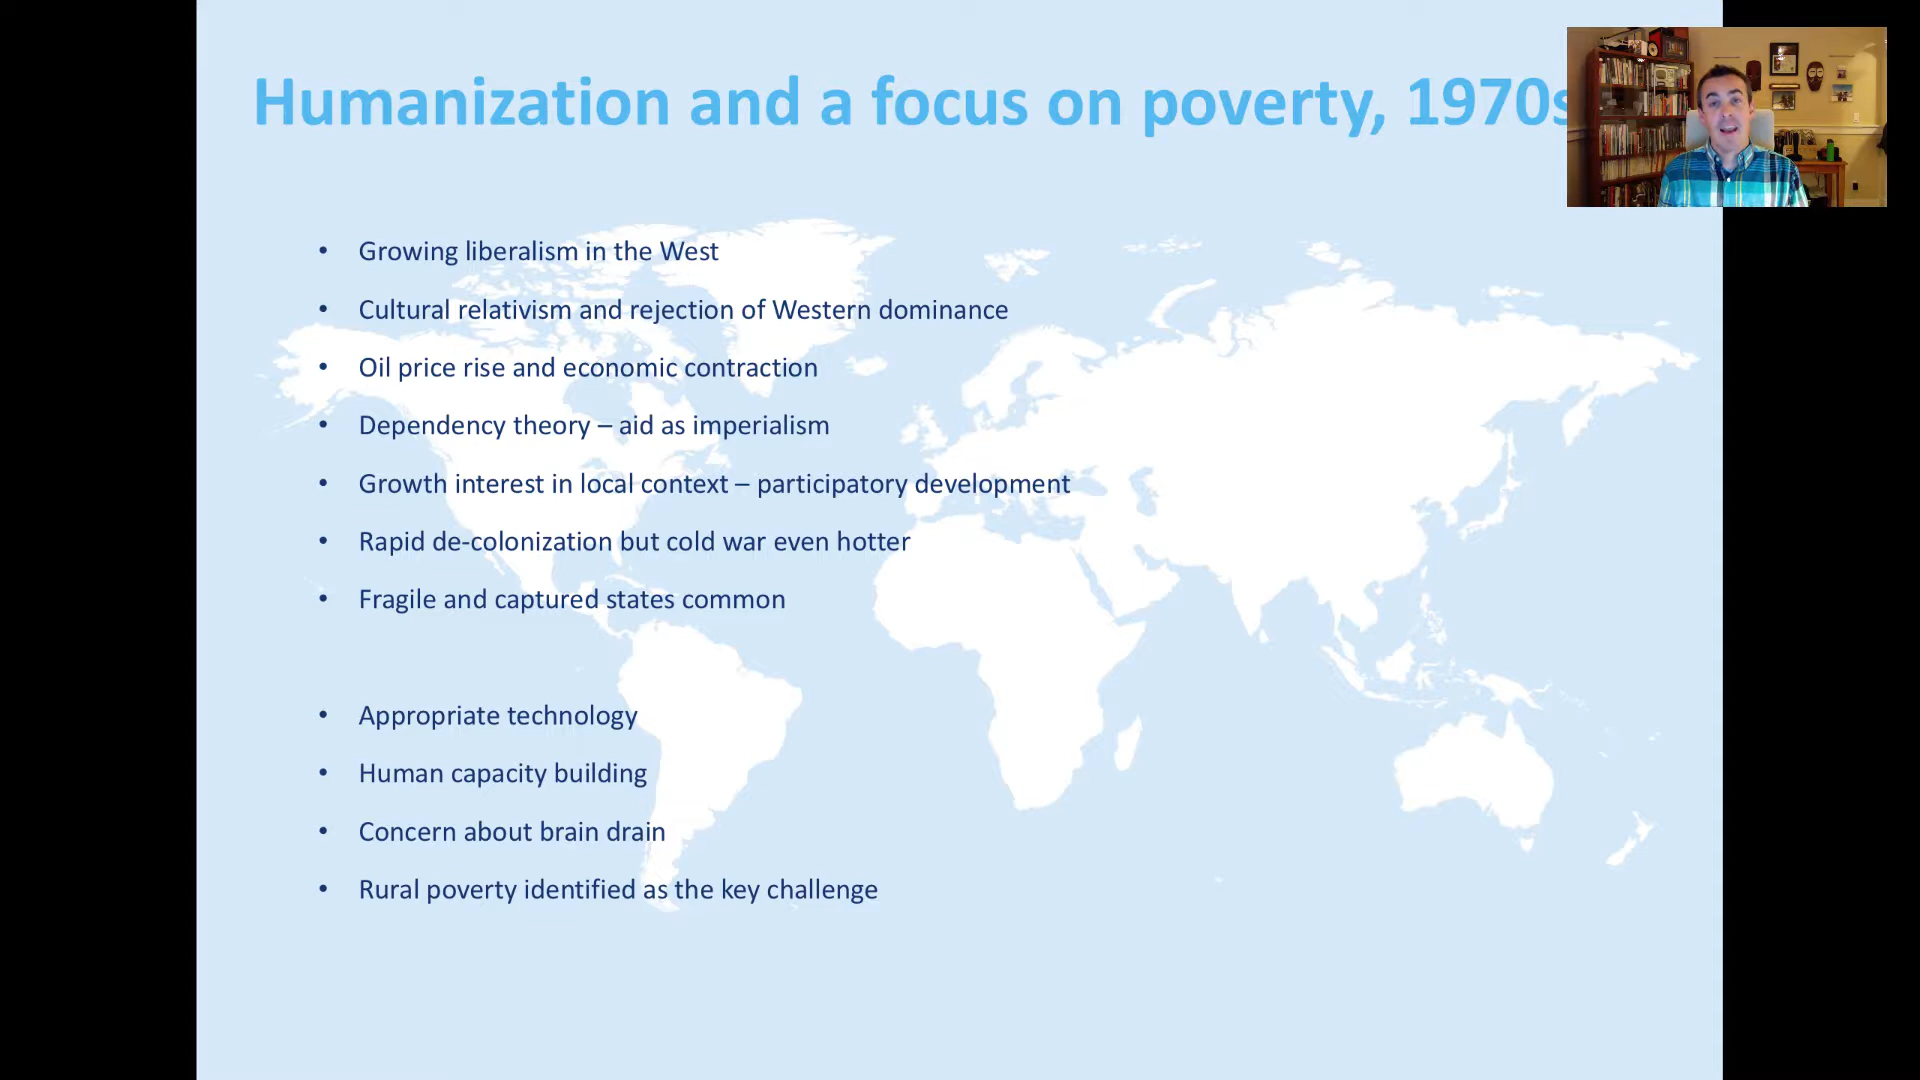 Humanization and a focus on poverty, 1970s
• Growing liberalism in the West
• Cultural relativism and rejection of Western dominance
• Oil price rise and economic contraction
• Dependency theory – aid as imperialism
• Growth interest in local context – participatory development
• Rapid de-colonization but cold war even hotter
• Fragile and captured states common
• Appropriate technology
• Human capacity building
• Concern about brain drain
• Rural poverty identified as the key challenge